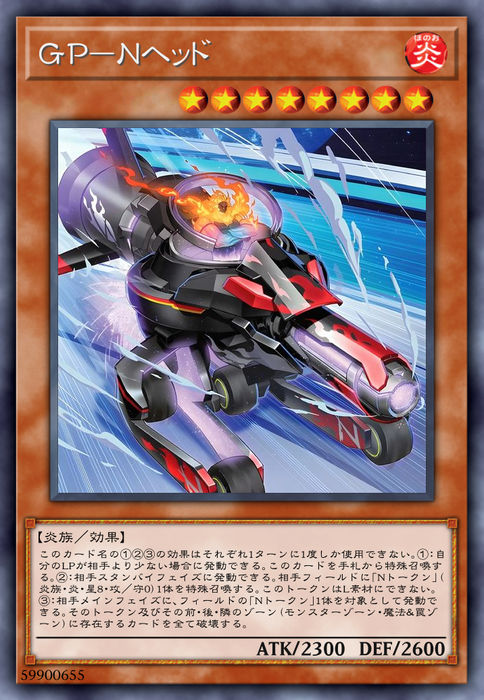 GP－Nヘッド
ほのお
炎
【炎族／効果】
このカード名の①②③の効果はそれぞれ1ターンに1度しか使用できない。①：自
分のLPが相手より少ない場合に発動できる。このカードを手札から特殊召喚す
る。②：相手スタンバイフェイズに発動できる。相手フィールドに「Nトークン」（
炎族・炎・星8・攻／守0）1体を特殊召喚する。このトークンはL素材にできない。
③：相手メインフェイズに、フィールドの「Nトークン」1体を対象として発動で
きる。そのトークン及びその前・後・隣のゾーン（モンスターゾーン・魔法&罠ゾ
ーン）に存在するカードを全て破壊する。
ATK/2300 DEF/2600
59900655